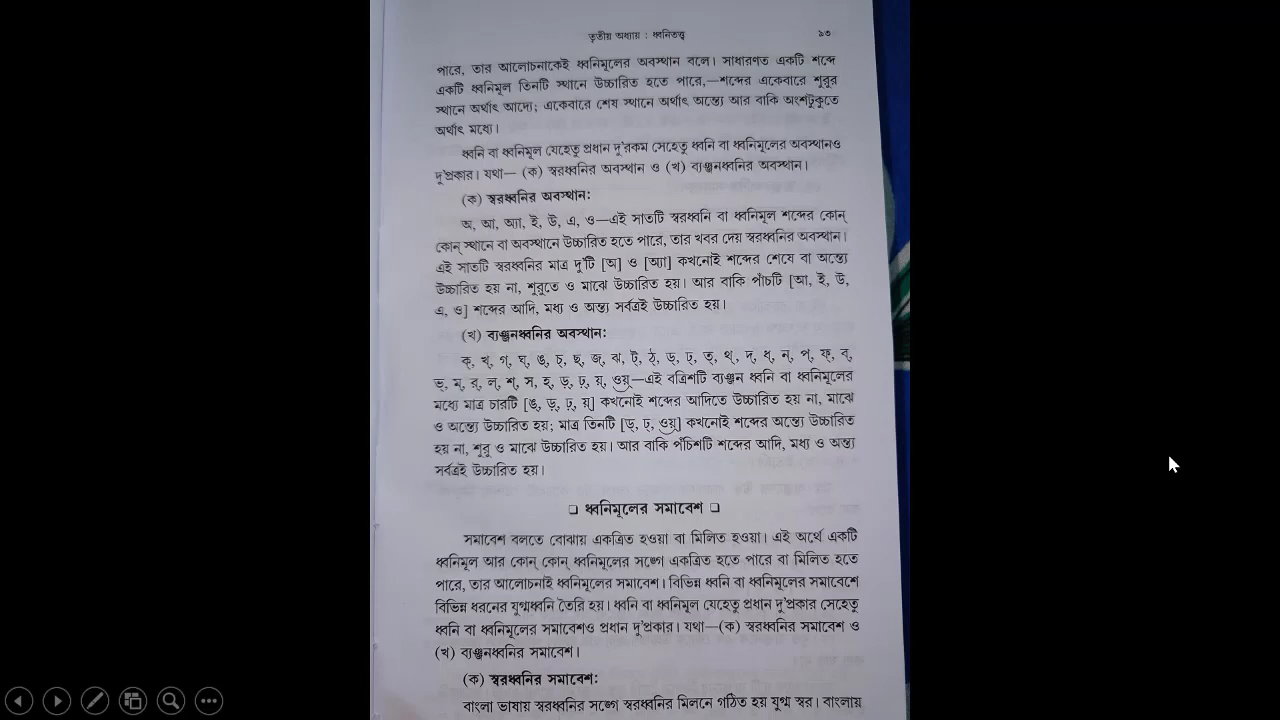 তৃতীয় অধ্যায় : ধ্বনিতত্ত্ব ৯৩
পারে, তার আলোচনাকেই ধ্বনিমূলের অবস্থান বলে। সাধারণত একটি শব্দে
একটি ধ্বনিমূল তিনটি স্থানে উচ্চারিত হতে পারে,—শব্দের একেবারে শুরুর
স্থানে অর্থাৎ আদ্যে; একেবারে শেষ স্থানে অর্থাৎ অন্ত্যে আর বাকি অংশটুকুতে
অর্থাৎ মধ্যে।
ধ্বনি বা ধ্বনিমূল যেহেতু প্রধান দু'রকম সেহেতু ধ্বনি বা ধ্বনিমূলের অবস্থানও
দু'প্রকার। যথা— (ক) স্বরধ্বনির অবস্থান ও (খ) ব্যঞ্জনধ্বনির অবস্থান।
(ক) স্বরধ্বনির অবস্থান:
অ, আ, অ্যা, ই, উ, এ, ও—এই সাতটি স্বরধ্বনি বা ধ্বনিমূল শব্দের কোন্
কোন্ স্থানে বা অবস্থানে উচ্চারিত হতে পারে, তার খবর দেয় স্বরধ্বনির অবস্থান।
এই সাতটি স্বরধ্বনির মাত্র দু'টি [অ] ও [অ্যা] কখনোই শব্দের শেষে বা অন্ত্যে
উচ্চারিত হয় না, শুরুতে ও মাঝে উচ্চারিত হয়। আর বাকি পাঁচটি [আ, ই, উ,
এ, ও] শব্দের আদি, মধ্য ও অন্ত্য সর্বত্রই উচ্চারিত হয়।
(খ) ব্যঞ্জনধ্বনির অবস্থান:
ক্, খ্, গ্, ঘ্, ঙ্, চ্, ছ্, জ্, ঝ্, ট্, ঠ্, ড্, ঢ্, ত্, থ্, দ্, ধ্, ন্, প্, ফ্, ব্,
ভ্, ম্, র্, ল্, শ্, স্, হ্, ড়্, ঢ়্, য়্, ওয়্—এই বত্রিশটি ব্যঞ্জন ধ্বনি বা ধ্বনিমূলের
মধ্যে মাত্র চারটি [ঙ্, ড়্, ঢ়্, য়্] কখনোই শব্দের আদিতে উচ্চারিত হয় না, মাঝে
ও অন্ত্যে উচ্চারিত হয়; মাত্র তিনটি [ড্, ঢ্, ওয়্] কখনোই শব্দের অন্ত্যে উচ্চারিত
হয় না, শুরু ও মাঝে উচ্চারিত হয়। আর বাকি পঁচিশটি শব্দের আদি, মধ্য ও অন্ত্য
সর্বত্রই উচ্চারিত হয়।
❑ ধ্বনিমূলের সমাবেশ ❑
সমাবেশ বলতে বোঝায় একত্রিত হওয়া বা মিলিত হওয়া। এই অর্থে একটি
ধ্বনিমূল আর কোন্ কোন্ ধ্বনিমূলের সঙ্গে একত্রিত হতে পারে বা মিলিত হতে
পারে, তার আলোচনাই ধ্বনিমূলের সমাবেশ। বিভিন্ন ধ্বনি বা ধ্বনিমূলের সমাবেশে
বিভিন্ন ধরনের যুগ্মধ্বনি তৈরি হয়। ধ্বনি বা ধ্বনিমূল যেহেতু প্রধান দু'প্রকার সেহেতু
ধ্বনি বা ধ্বনিমূলের সমাবেশও প্রধান দু'প্রকার। যথা—(ক) স্বরধ্বনির সমাবেশ ও
(খ) ব্যঞ্জনধ্বনির সমাবেশ।
(ক) স্বরধ্বনির সমাবেশ:
বাংলা ভাষায় স্বরধ্বনির সঙ্গে স্বরধ্বনির মিলনে গঠিত হয় যুগ্ম স্বর। বাংলায়